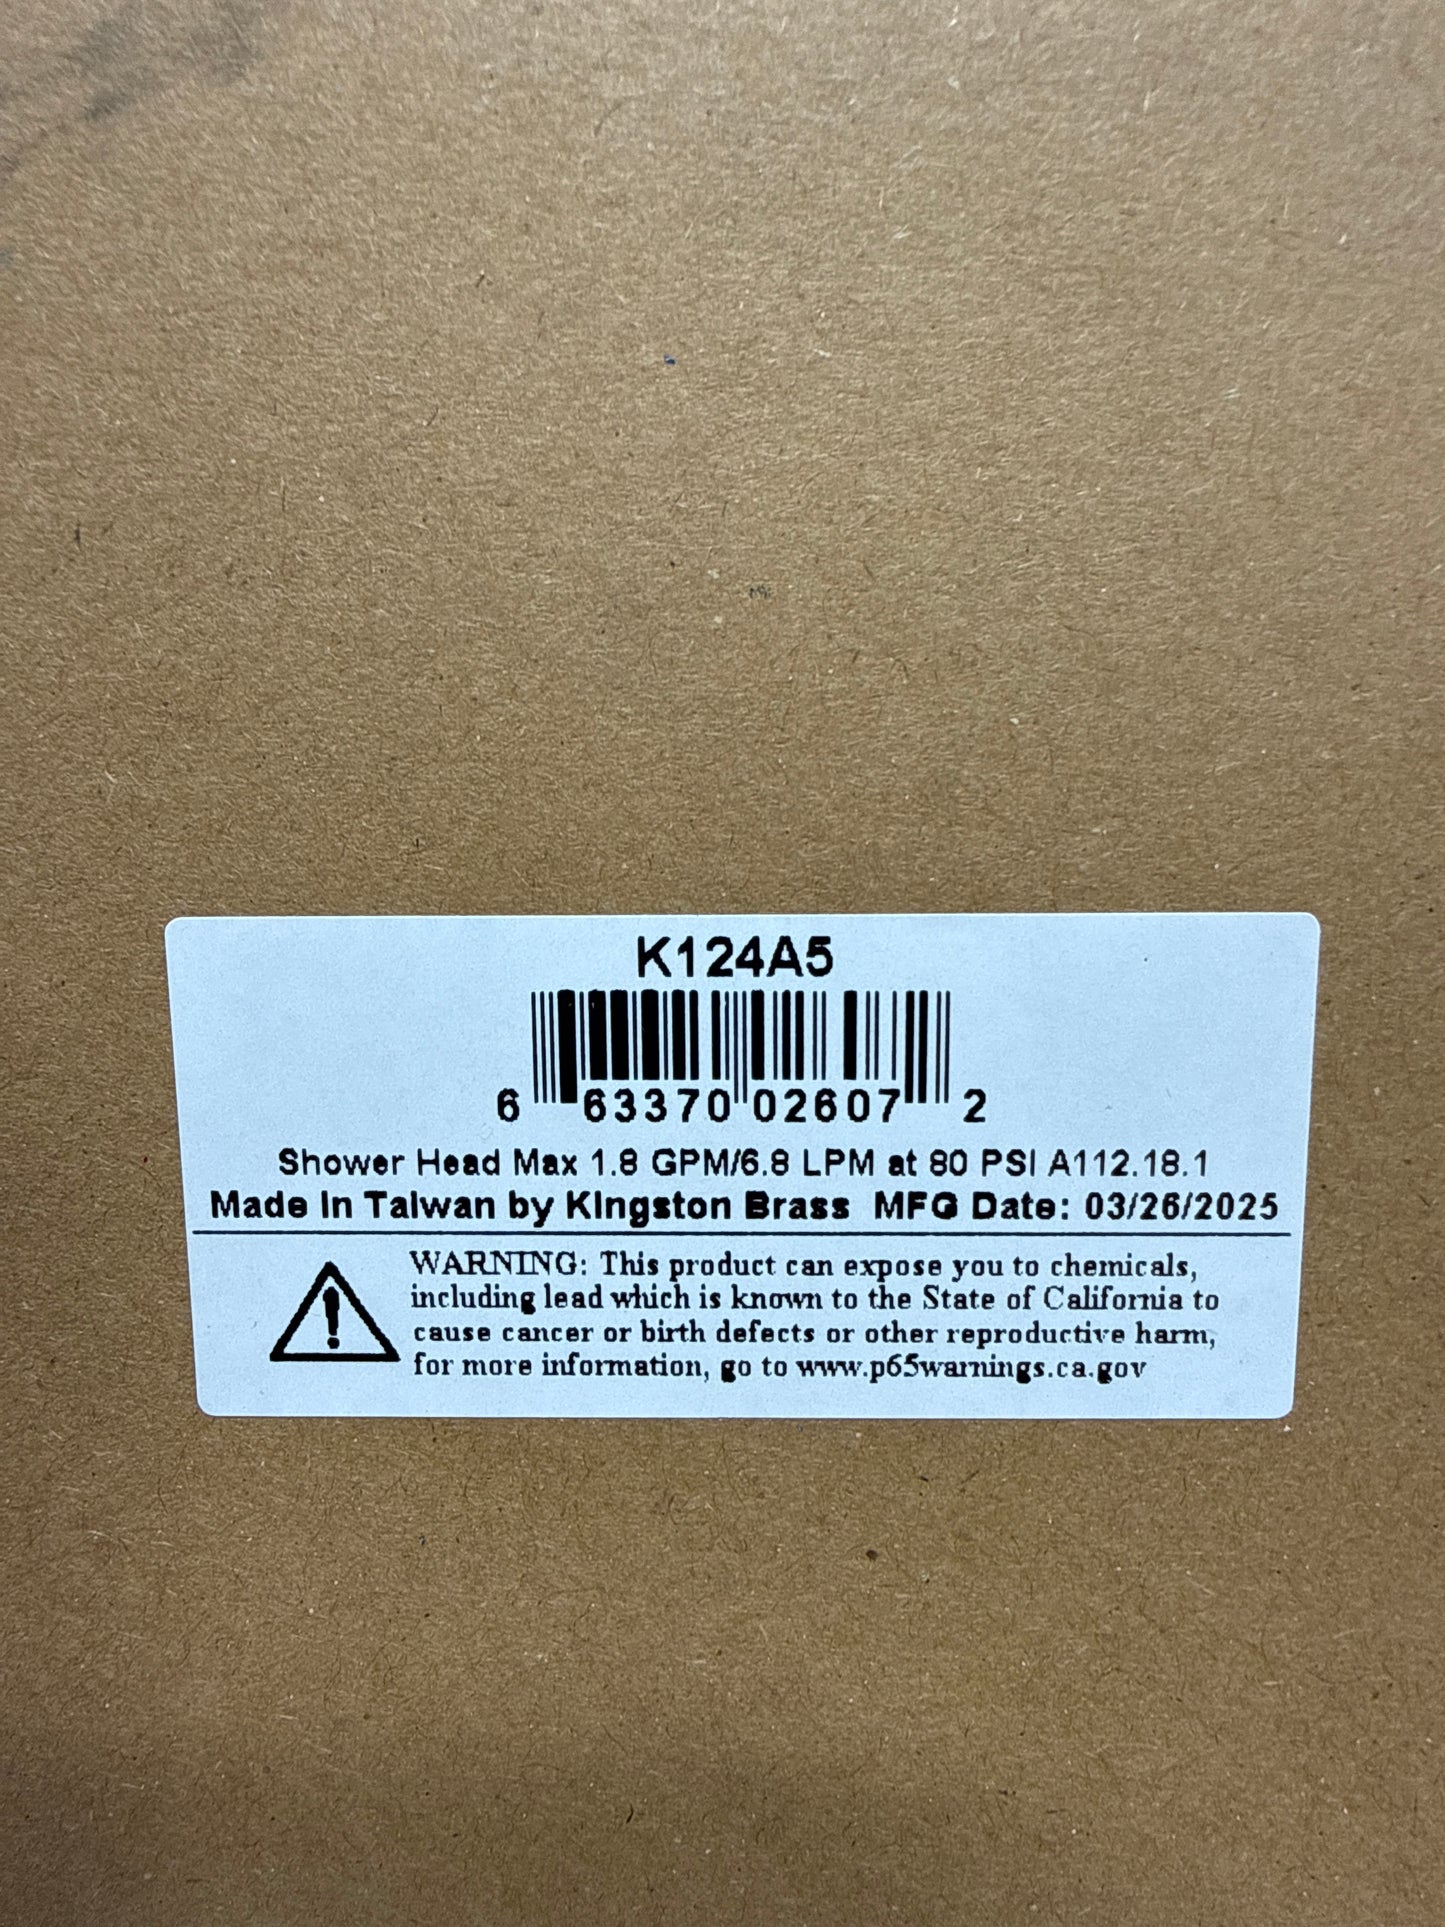 K124A5
6 63370 02607 2
Shower Head Max 1.8 GPM/6.8 LPM at 80 PSI A112.18.1
Made In Taiwan by Kingston Brass MFG Date: 03/26/2025
WARNING: This product can expose you to chemicals,
including lead which is known to the State of California to
cause cancer or birth defects or other reproductive harm,
for more information, go to www.p65warnings.ca.gov